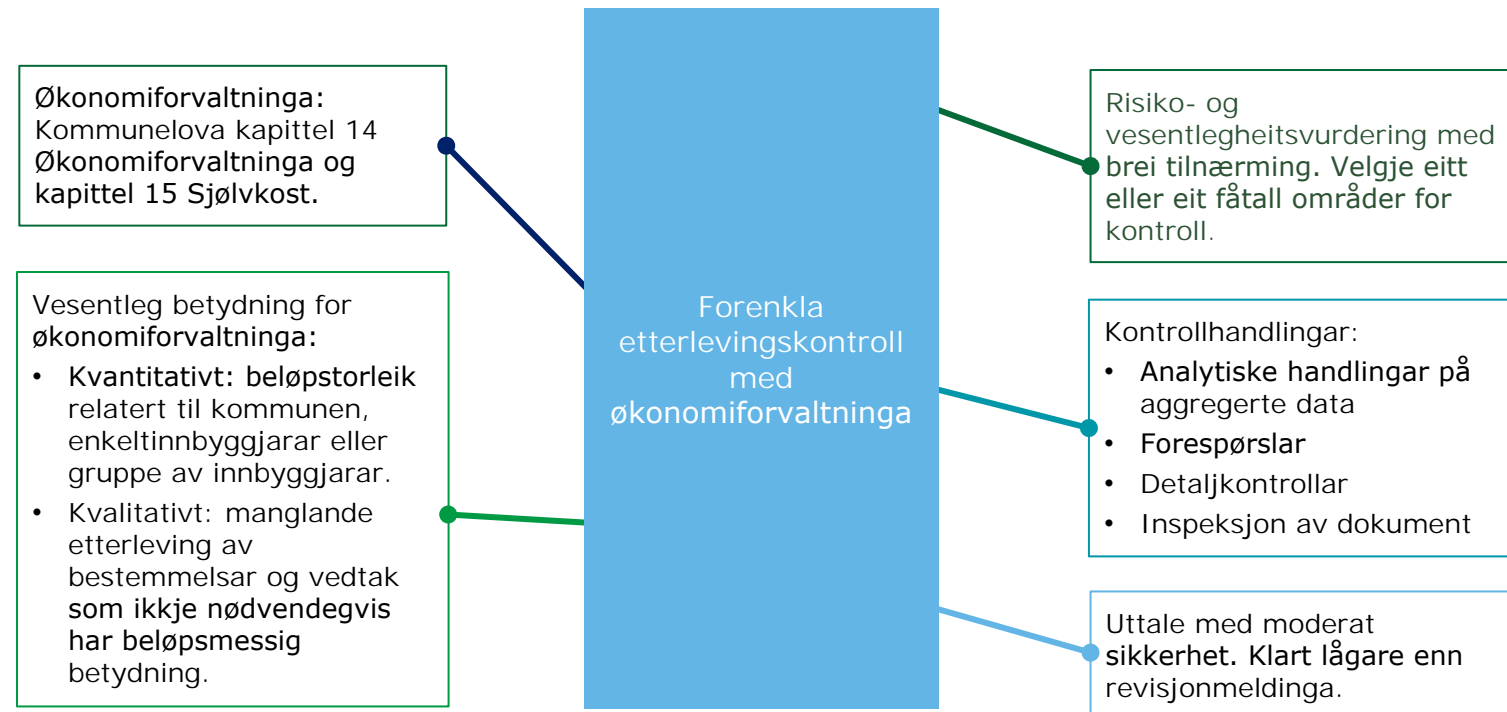 Økonomiforvaltninga:
Kommunelova kapittel 14
Økonomiforvaltninga og
kapittel 15 Sjølvkost.
Vesentleg betydning for
økonomiforvaltninga:
• Kvantitativt: beløpstorleik
relatert til kommunen,
enkeltinnbyggjarar eller
gruppe av innbyggjarar.
• Kvalitativt: manglande
etterleving av
bestemmelsar og vedtak
som ikkje nødvendegvis
har beløpsmessig
betydning.
Forenkla
etterlevingskontroll
med
økonomiforvaltninga
Risiko- og
vesentlegheitsvurdering med
brei tilnærming. Velgje eitt
eller eit fåtall områder for
kontroll.
Kontrollhandlingar:
• Analytiske handlingar på
aggregerte data
• Forespørslar
• Detaljkontrollar
• Inspeksjon av dokument
Uttale med moderat
sikkerhet. Klart lågare enn
revisjonmeldinga.